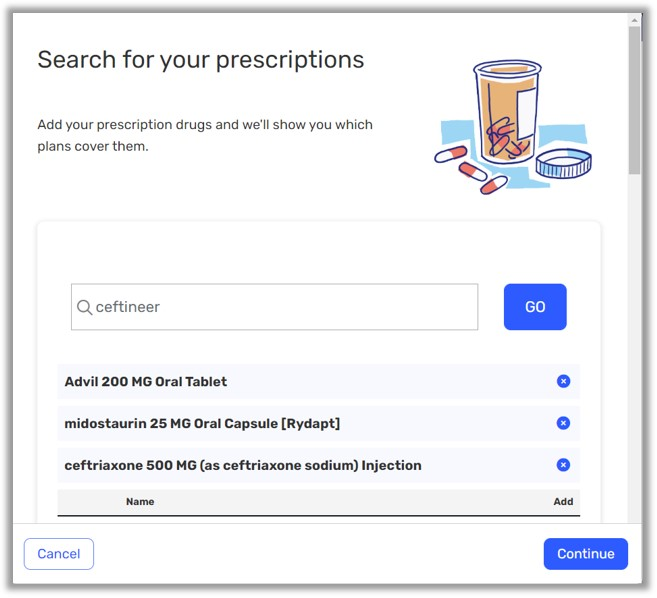 Search for your prescriptions
Add your prescription drugs and we'll show you which
plans cover them.
ceftineer
GO
Advil 200 MG Oral Tablet
midostaurin 25 MG Oral Capsule [Rydapt]
ceftriaxone 500 MG (as ceftriaxone sodium) Injection
Name Add
Cancel Continue